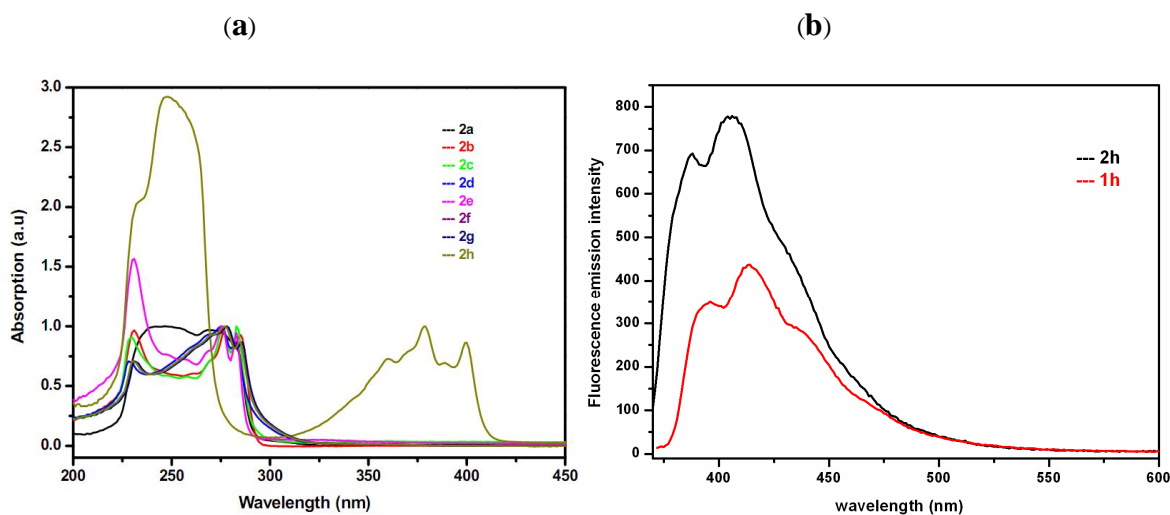 (a)
(b)
3.0
2.5
2.0
1.5
1.0
0.5
0.0
200 250 300 350 400 450
Absorption (a.u)
Wavelength (nm)
--- 2a
--- 2b
--- 2c
--- 2d
--- 2e
--- 2f
--- 2g
--- 2h
800
700
600
500
400
300
200
100
0
400 450 500 550 600
Fluorescence emission intensity
wavelength (nm)
--- 2h
--- 1h